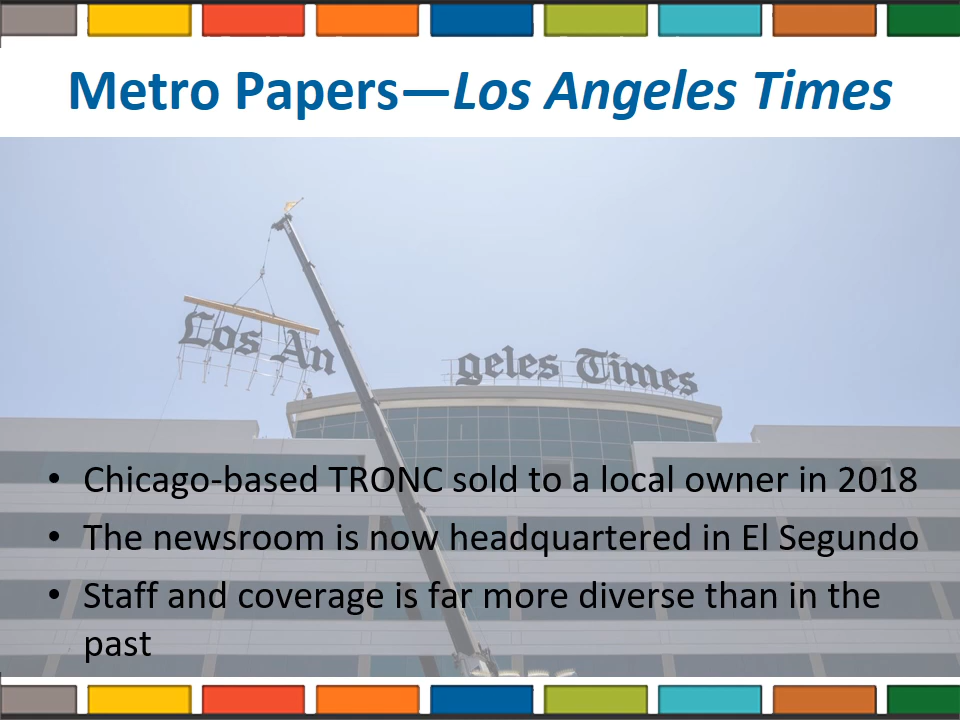 Metro Papers—Los Angeles Times
Los An
geles Times
• Chicago-based TRONC sold to a local owner in 2018
• The newsroom is now headquartered in El Segundo
• Staff and coverage is far more diverse than in the
past